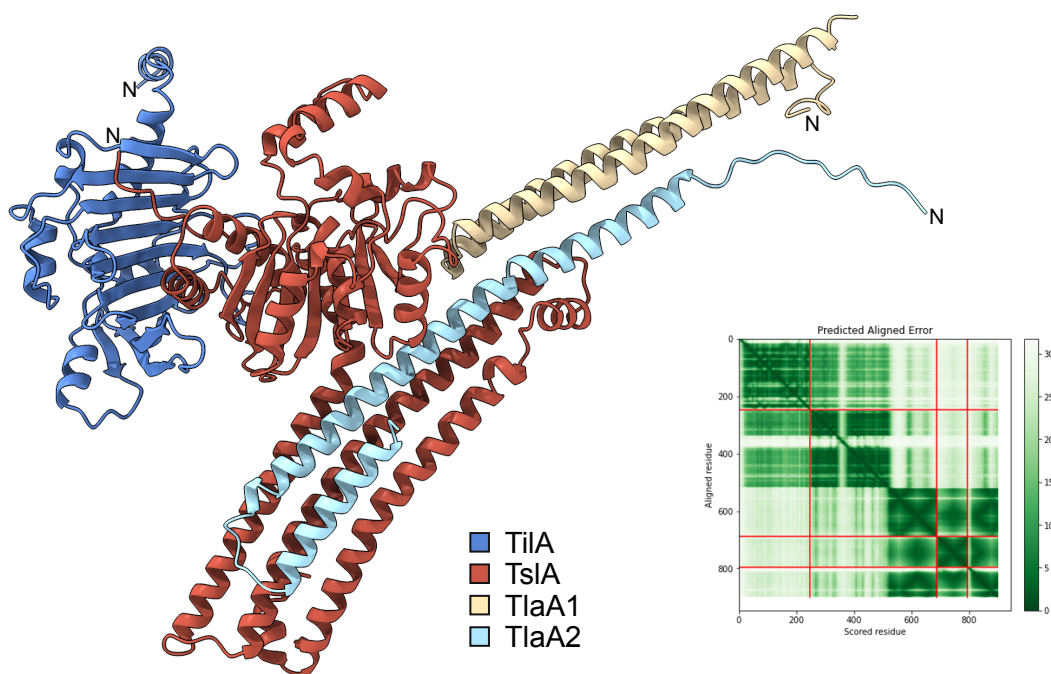 N
N
N
N
TilA
TslA
TlaA1
TlaA2
Predicted Aligned Error
0
200
400
600
800
0
200
400
600
800
Aligned residue
Scored residue
30
25
20
15
10
5
0